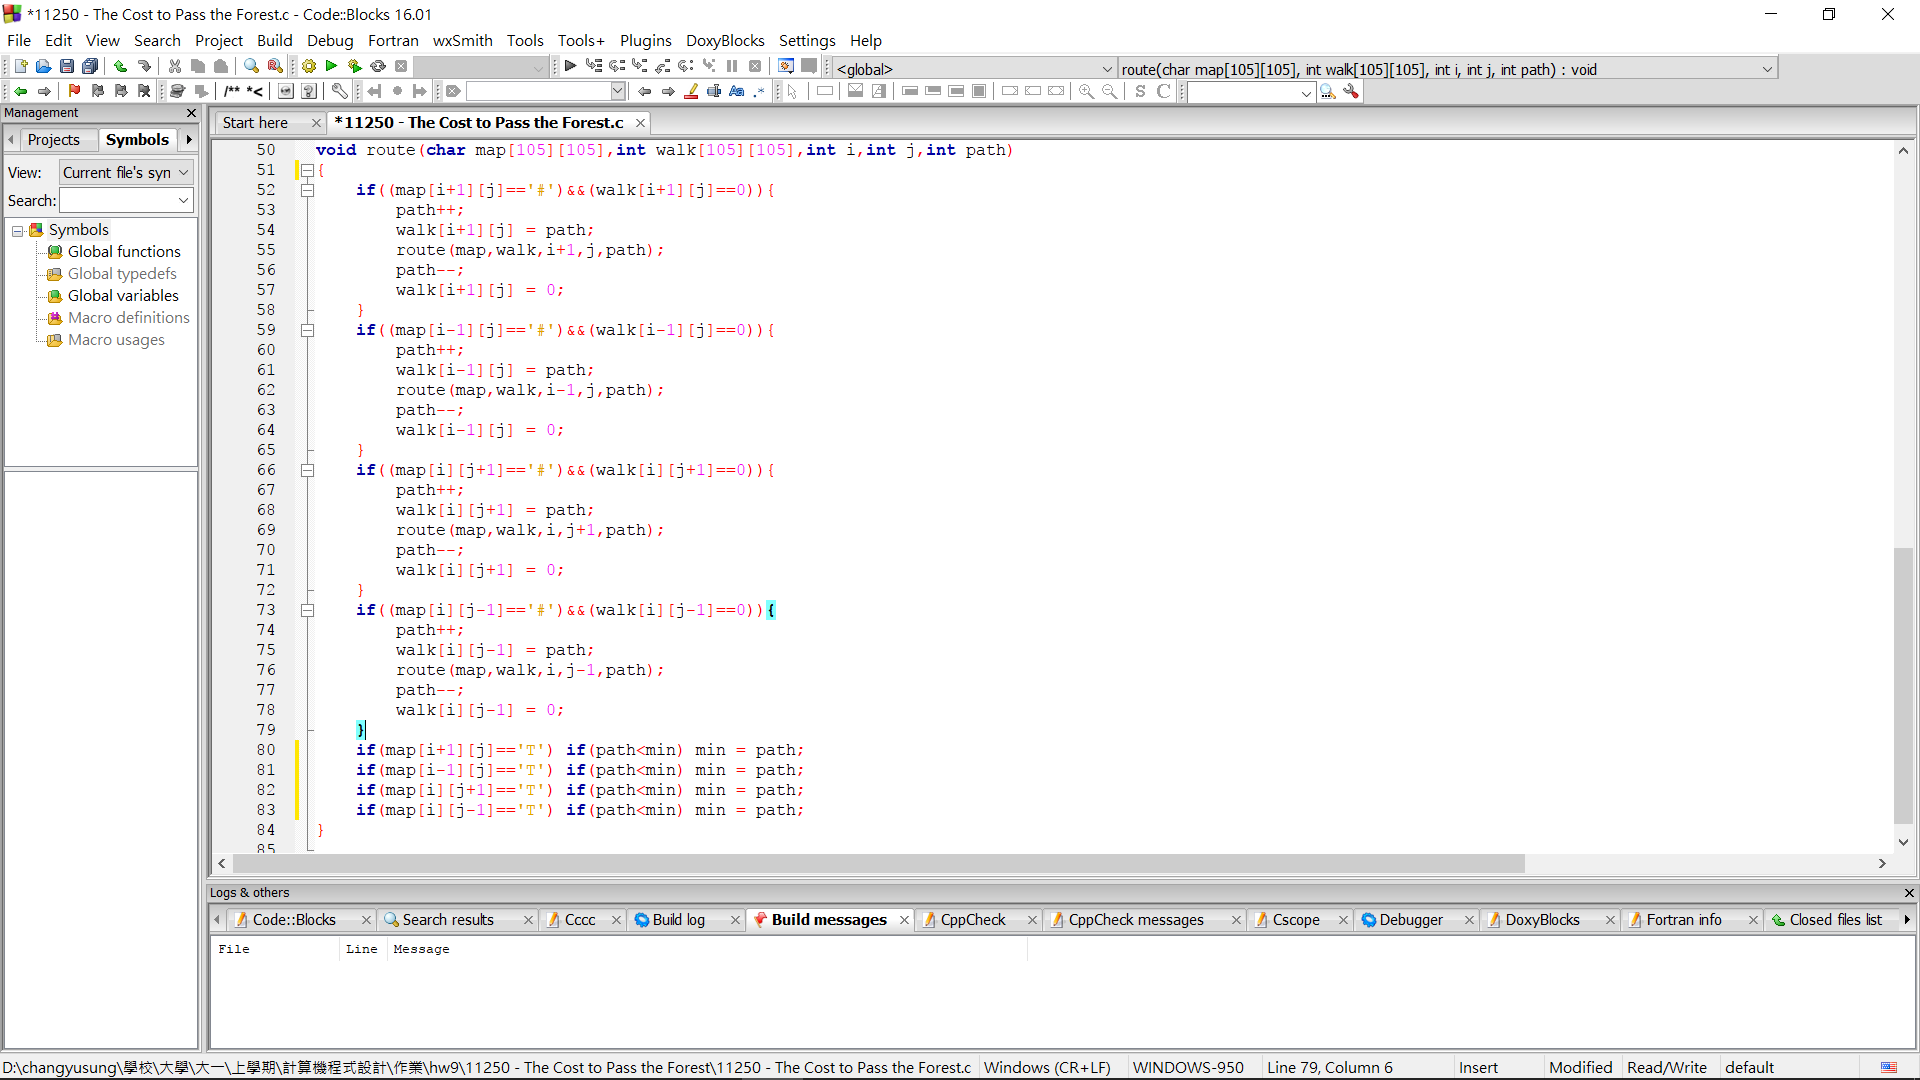 *11250 - The Cost to Pass the Forest.c - Code::Blocks 16.01
File Edit View Search Project Build Debug Fortran wxSmith Tools Tools+ Plugins DoxyBlocks Settings Help
<global> route(char map[105][105], int walk[105][105], int i, int j, int path) : void
/** *<
Management
Start here *11250 - The Cost to Pass the Forest.c
Projects Symbols
View: Current file's syn
Search:
Symbols
Global functions
Global typedefs
Global variables
Macro definitions
Macro usages
50 void route(char map[105][105],int walk[105][105],int i,int j,int path)
51 {
52 if((map[i+1][j]=='#')&&(walk[i+1][j]==0)){
53 path++;
54 walk[i+1][j] = path;
55 route(map,walk,i+1,j,path);
56 path--;
57 walk[i+1][j] = 0;
58 }
59 if((map[i-1][j]=='#')&&(walk[i-1][j]==0)){
60 path++;
61 walk[i-1][j] = path;
62 route(map,walk,i-1,j,path);
63 path--;
64 walk[i-1][j] = 0;
65 }
66 if((map[i][j+1]=='#')&&(walk[i][j+1]==0)){
67 path++;
68 walk[i][j+1] = path;
69 route(map,walk,i,j+1,path);
70 path--;
71 walk[i][j+1] = 0;
72 }
73 if((map[i][j-1]=='#')&&(walk[i][j-1]==0)){
74 path++;
75 walk[i][j-1] = path;
76 route(map,walk,i,j-1,path);
77 path--;
78 walk[i][j-1] = 0;
79 }
80 if(map[i+1][j]=='T') if(path<min) min = path;
81 if(map[i-1][j]=='T') if(path<min) min = path;
82 if(map[i][j+1]=='T') if(path<min) min = path;
83 if(map[i][j-1]=='T') if(path<min) min = path;
84 }
85
Logs & others
Code::Blocks Search results Cccc Build log Build messages CppCheck CppCheck messages Cscope Debugger DoxyBlocks Fortran info Closed files list
File Line Message
D:\changyusung\學校\大學\大一\上學期\計算機程式設計\作業\hw9\11250 - The Cost to Pass the Forest\11250 - The Cost to Pass the Forest.c Windows (CR+LF) WINDOWS-950 Line 79, Column 6 Insert Modified Read/Write default